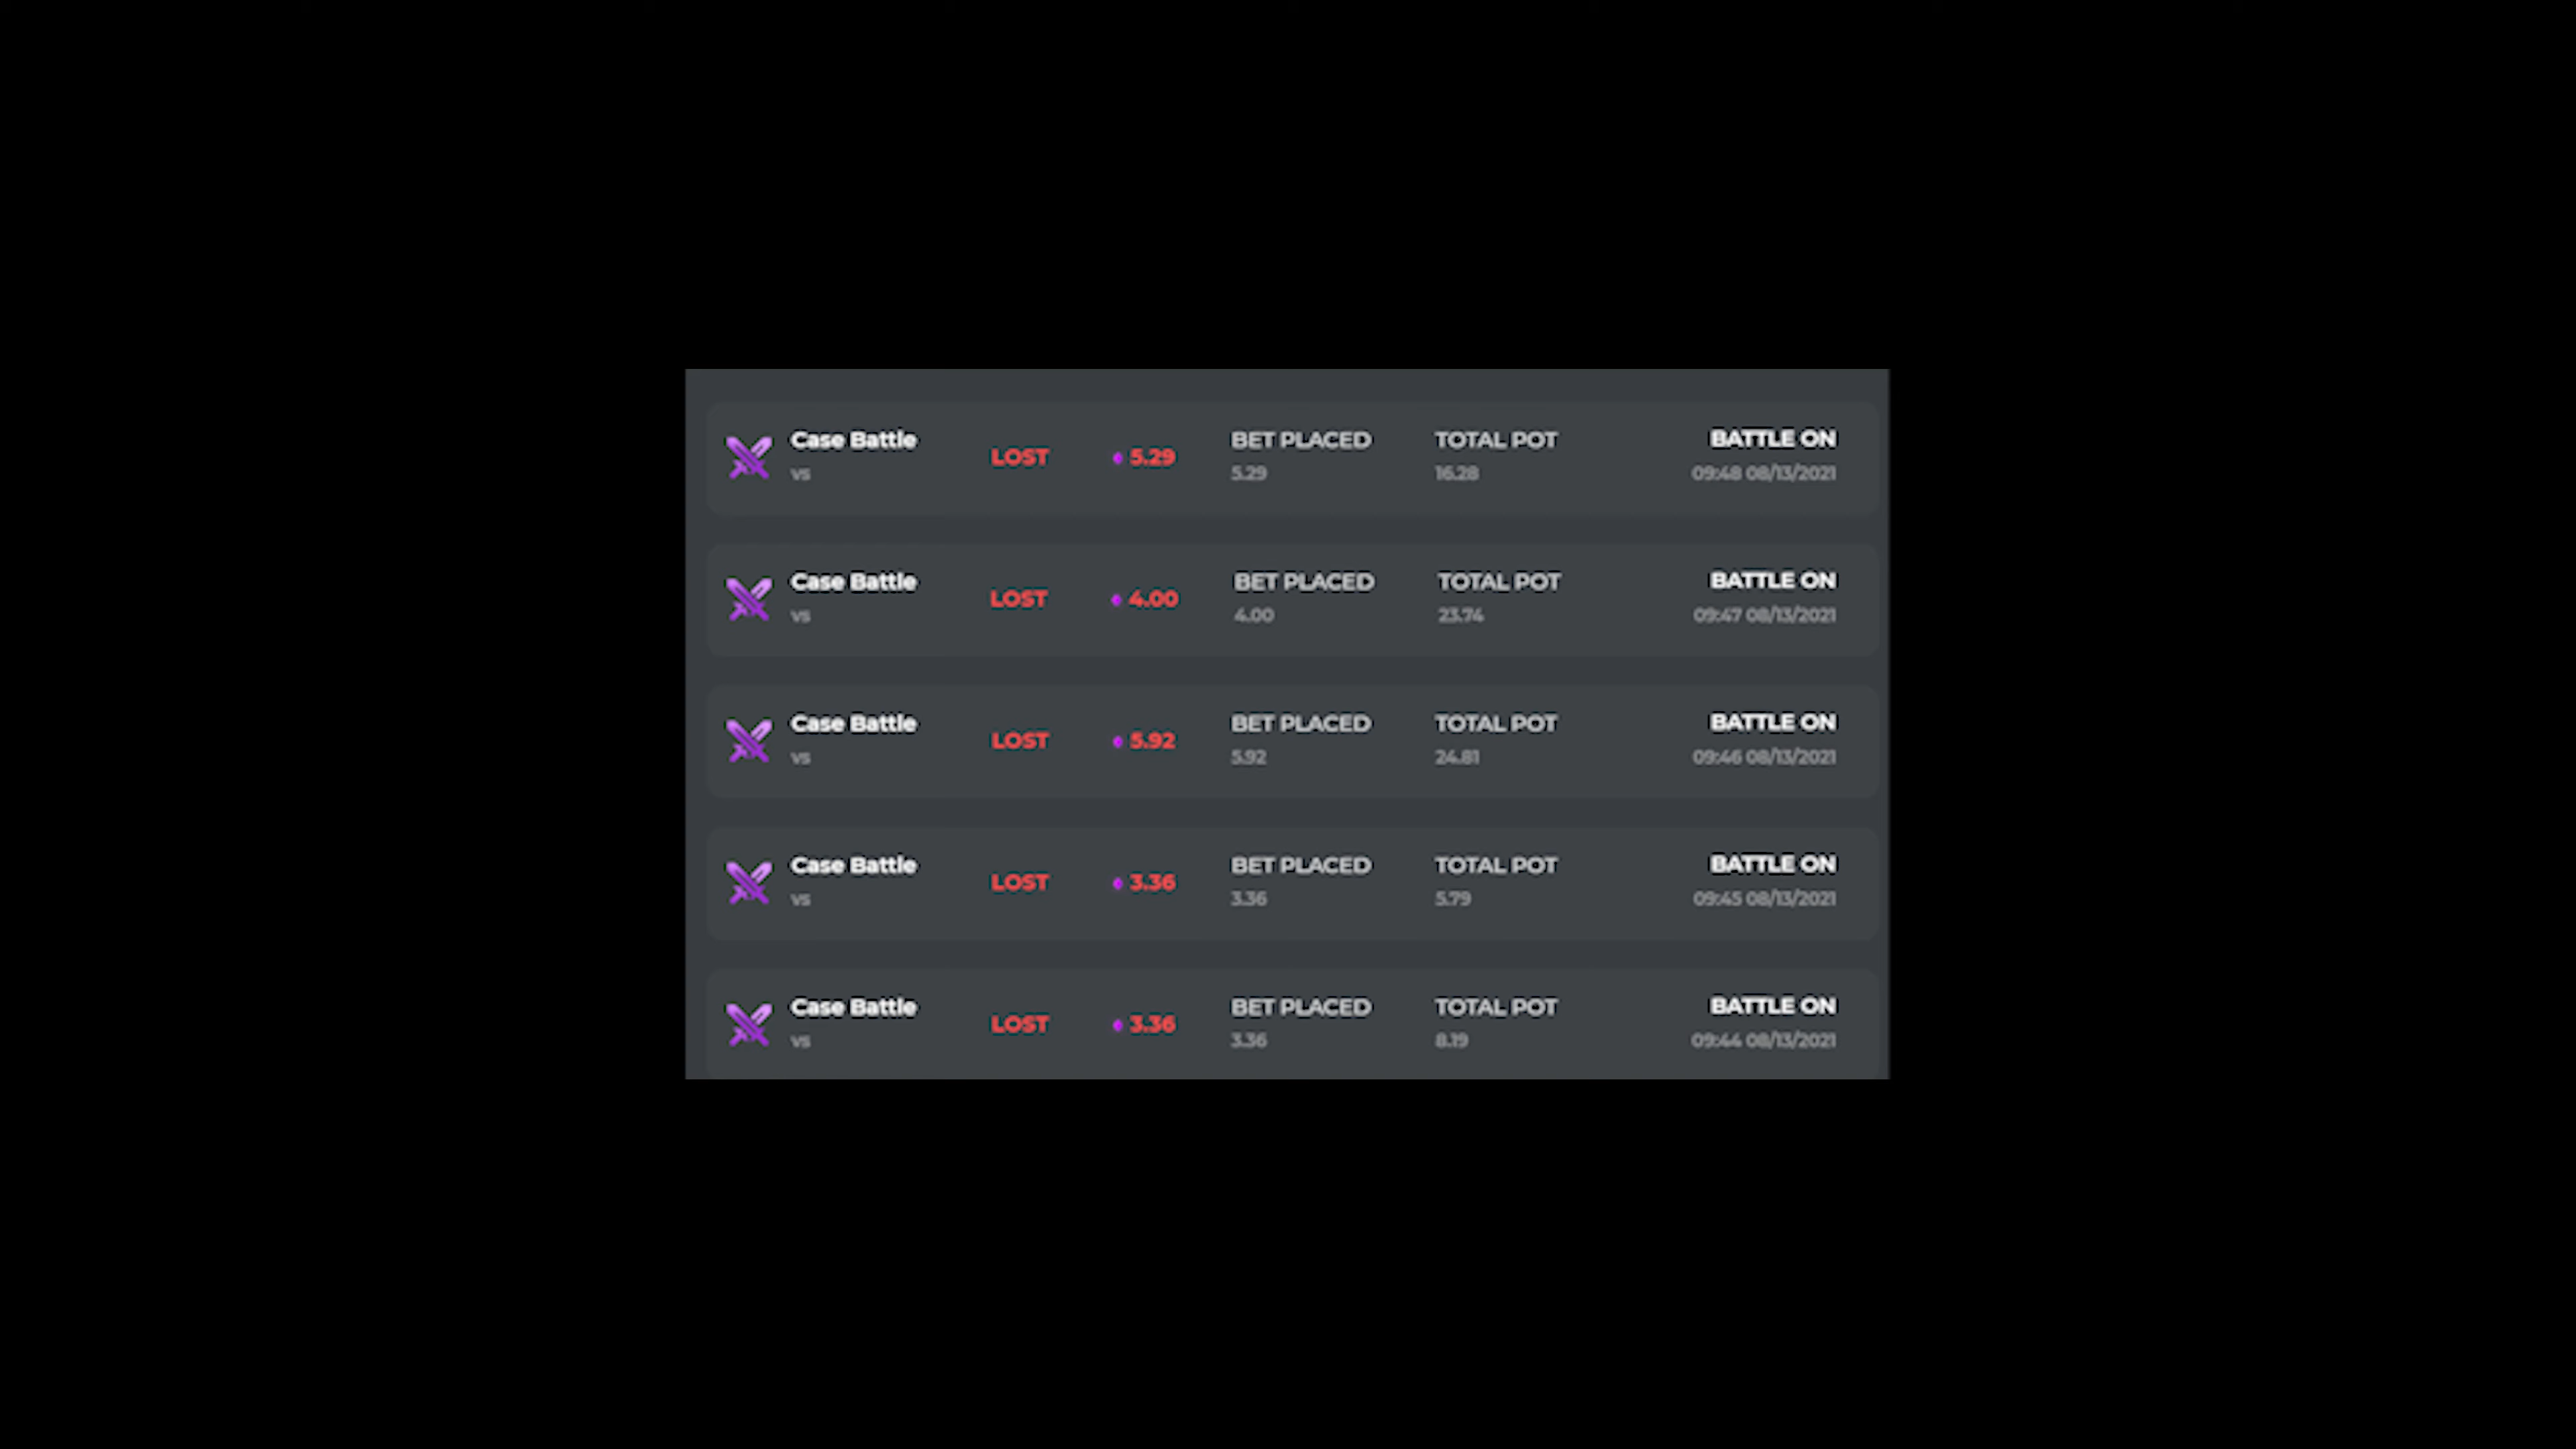 Case Battle LOST 5.29 BET PLACED TOTAL POT BATTLE ON
vs 5.29 16.28 09:48 08/13/2021
Case Battle LOST 4.00 BET PLACED TOTAL POT BATTLE ON
vs 4.00 23.74 09:47 08/13/2021
Case Battle LOST 5.92 BET PLACED TOTAL POT BATTLE ON
vs 5.92 24.81 09:46 08/13/2021
Case Battle LOST 3.36 BET PLACED TOTAL POT BATTLE ON
vs 3.36 5.79 09:45 08/13/2021
Case Battle LOST 3.36 BET PLACED TOTAL POT BATTLE ON
vs 3.36 8.19 09:44 08/13/2021